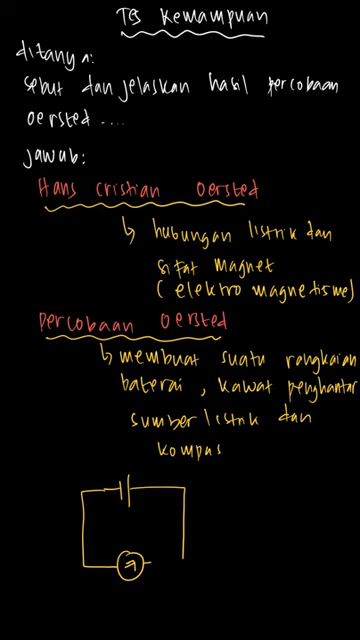 Tes Kemampuan
ditanya:
Sebut dan jelaskan hasil percobaan
oersted ....
Jawab:
Hans Cristian Oersted
hubungan listrik dan
sifat magnet
(elektro magnetisme)
percobaan Oersted
membuat suatu rangkaian
baterai, kawat penghantar
sumber listrik dan
kompas